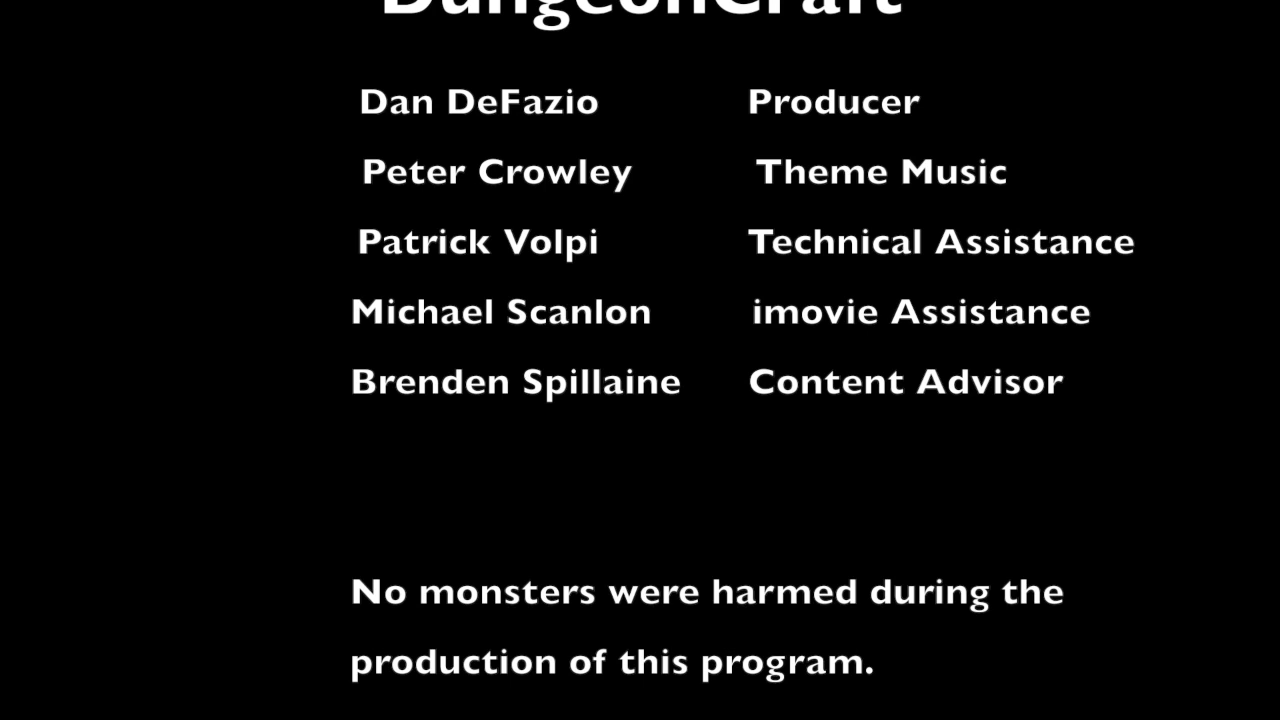 DungeonCraft
Dan DeFazio Producer
Peter Crowley Theme Music
Patrick Volpi Technical Assistance
Michael Scanlon imovie Assistance
Brenden Spillaine Content Advisor
No monsters were harmed during the
production of this program.